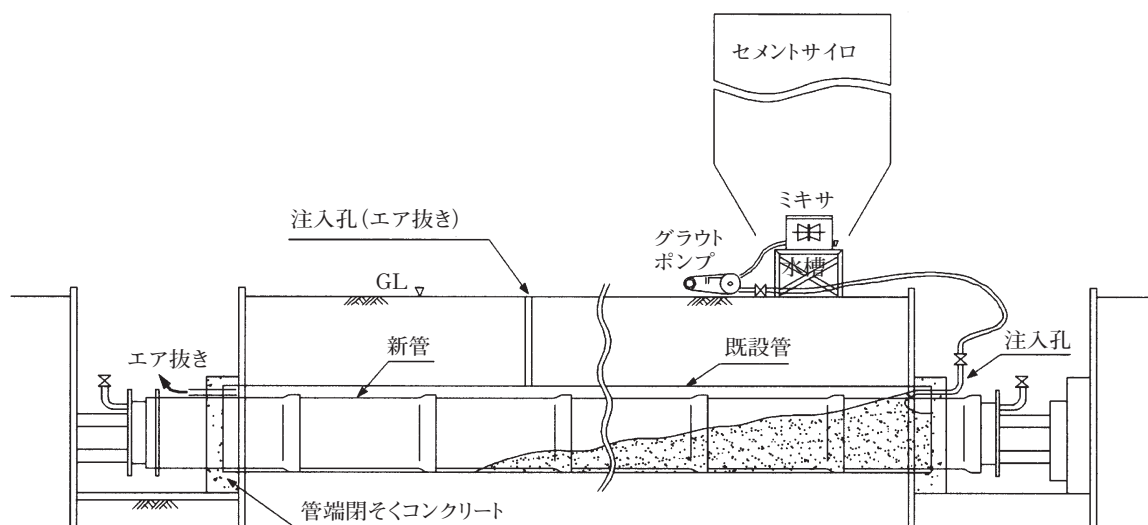 セメントサイロ
ミキサ
注入孔(エア抜き)
グラウト
ポンプ
水槽
GL
注入孔
エア抜き
新管
既設管
管端閉そくコンクリート